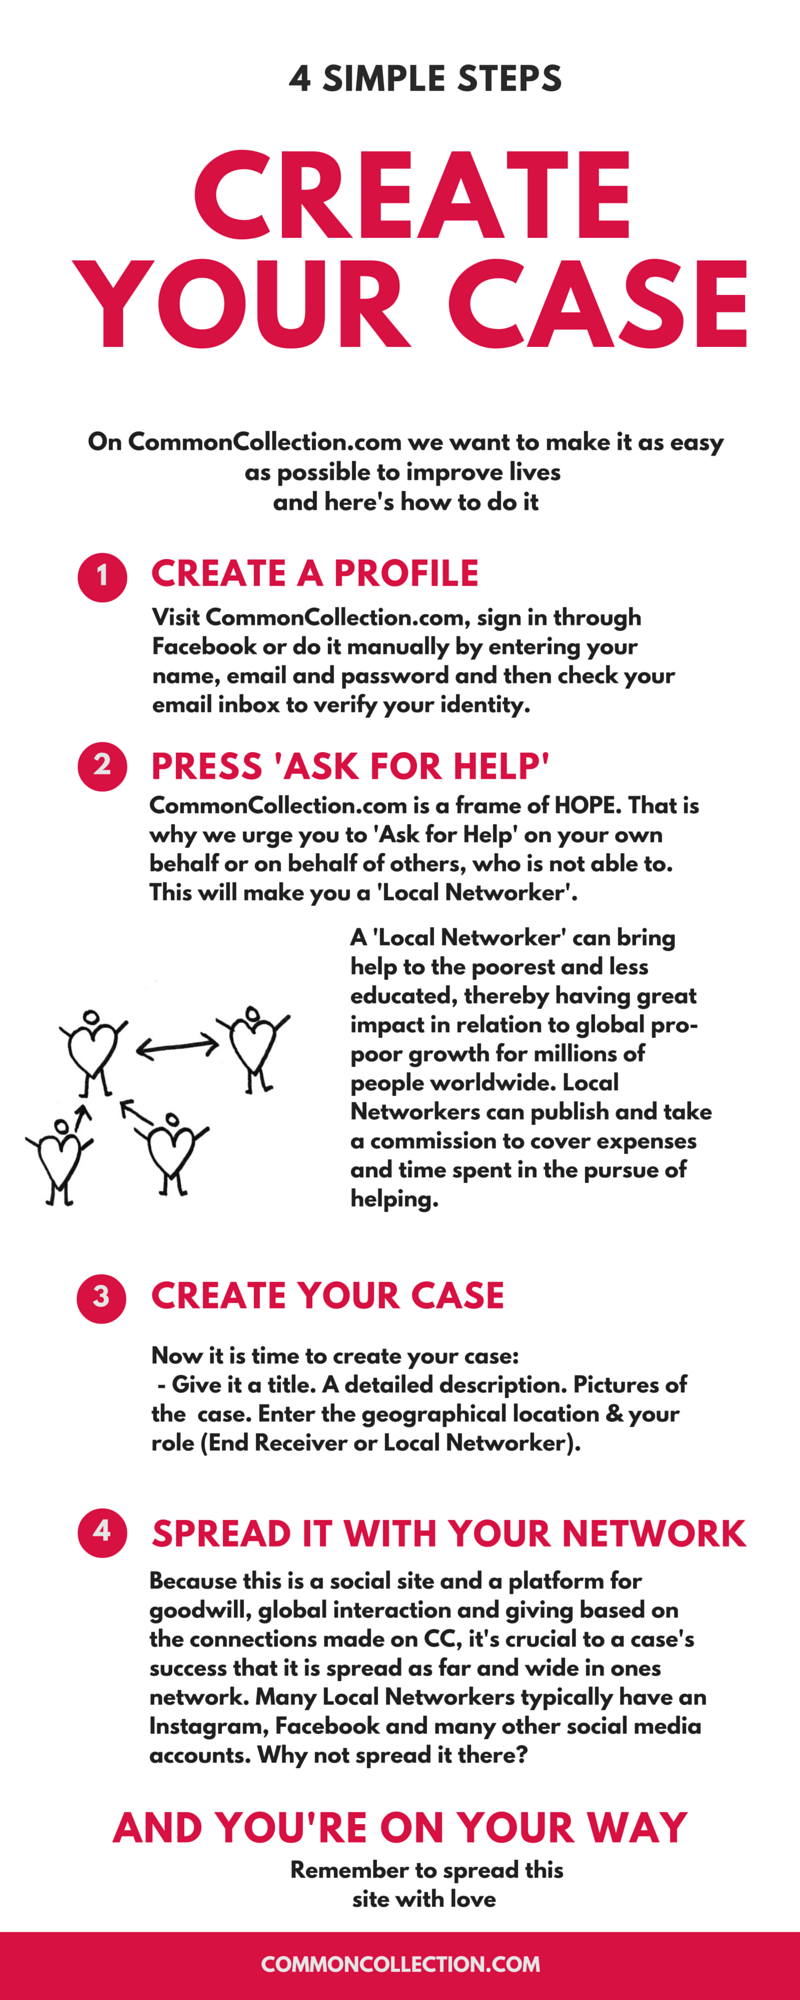 4 SIMPLE STEPS
CREATE
YOUR CASE
On CommonCollection.com we want to make it as easy
as possible to improve lives
and here's how to do it
1
CREATE A PROFILE
Visit CommonCollection.com, sign in through
Facebook or do it manually by entering your
name, email and password and then check your
email inbox to verify your identity.
2
PRESS 'ASK FOR HELP'
CommonCollection.com is a frame of HOPE. That is
why we urge you to 'Ask for Help' on your own
behalf or on behalf of others, who is not able to.
This will make you a 'Local Networker'.
A 'Local Networker' can bring
help to the poorest and less
educated, thereby having great
impact in relation to global pro-
poor growth for millions of
people worldwide. Local
Networkers can publish and take
a commission to cover expenses
and time spent in the pursue of
helping.
3
CREATE YOUR CASE
Now it is time to create your case:
- Give it a title. A detailed description. Pictures of
the  case. Enter the geographical location & your
role (End Receiver or Local Networker).
4
SPREAD IT WITH YOUR NETWORK
Because this is a social site and a platform for
goodwill, global interaction and giving based on
the connections made on CC, it's crucial to a case's
success that it is spread as far and wide in ones
network. Many Local Networkers typically have an
Instagram, Facebook and many other social media
accounts. Why not spread it there?
AND YOU'RE ON YOUR WAY
Remember to spread this
site with love
COMMONCOLLECTION.COM